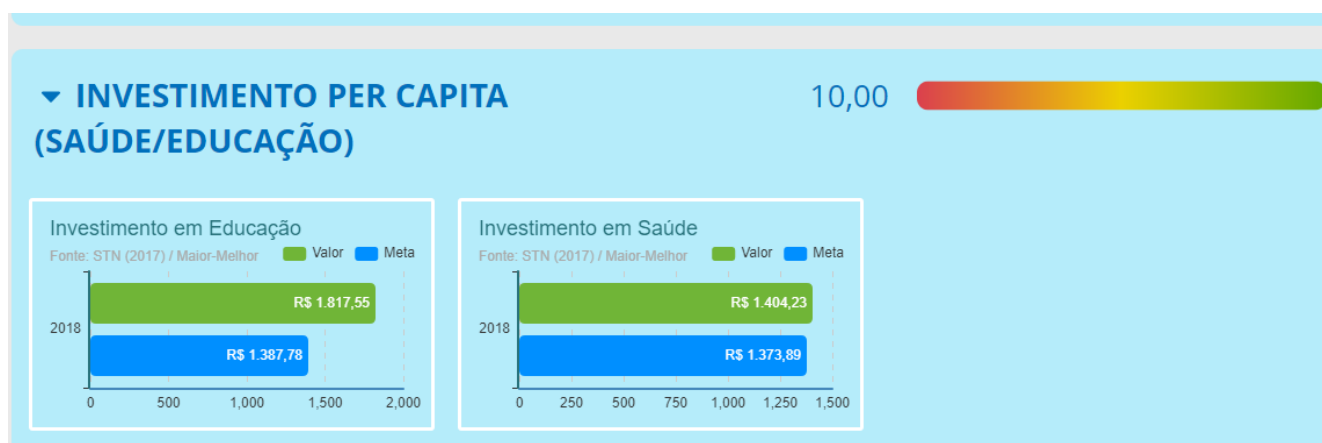 INVESTIMENTO PER CAPITA
(SAÚDE/EDUCAÇÃO)
10,00
Investimento em Educação
Fonte: STN (2017) / Maior-Melhor
Valor
Meta
2018
R$ 1.817,55
R$ 1.387,78
0 500 1,000 1,500 2,000
Investimento em Saúde
Fonte: STN (2017) / Maior-Melhor
Valor
Meta
2018
R$ 1.404,23
R$ 1.373,89
0 250 500 750 1,000 1,250 1,500